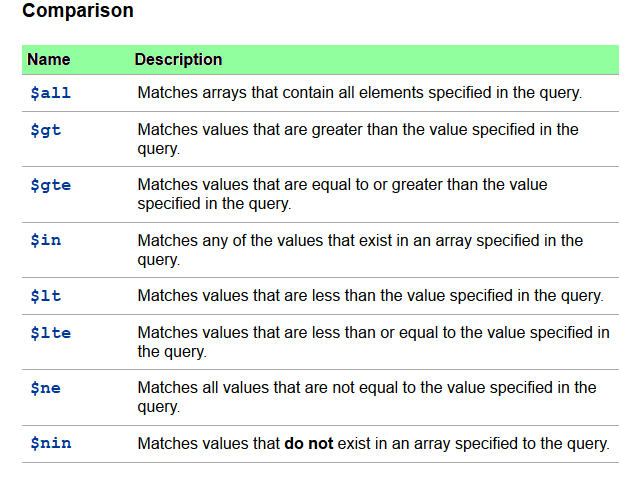 Comparison
Name Description
$all Matches arrays that contain all elements specified in the query.
$gt Matches values that are greater than the value specified in the
query.
$gte Matches values that are equal to or greater than the value
specified in the query.
$in Matches any of the values that exist in an array specified in the
query.
$lt Matches values that are less than the value specified in the query.
$lte Matches values that are less than or equal to the value specified in
the query.
$ne Matches all values that are not equal to the value specified in the
query.
$nin Matches values that do not exist in an array specified to the query.